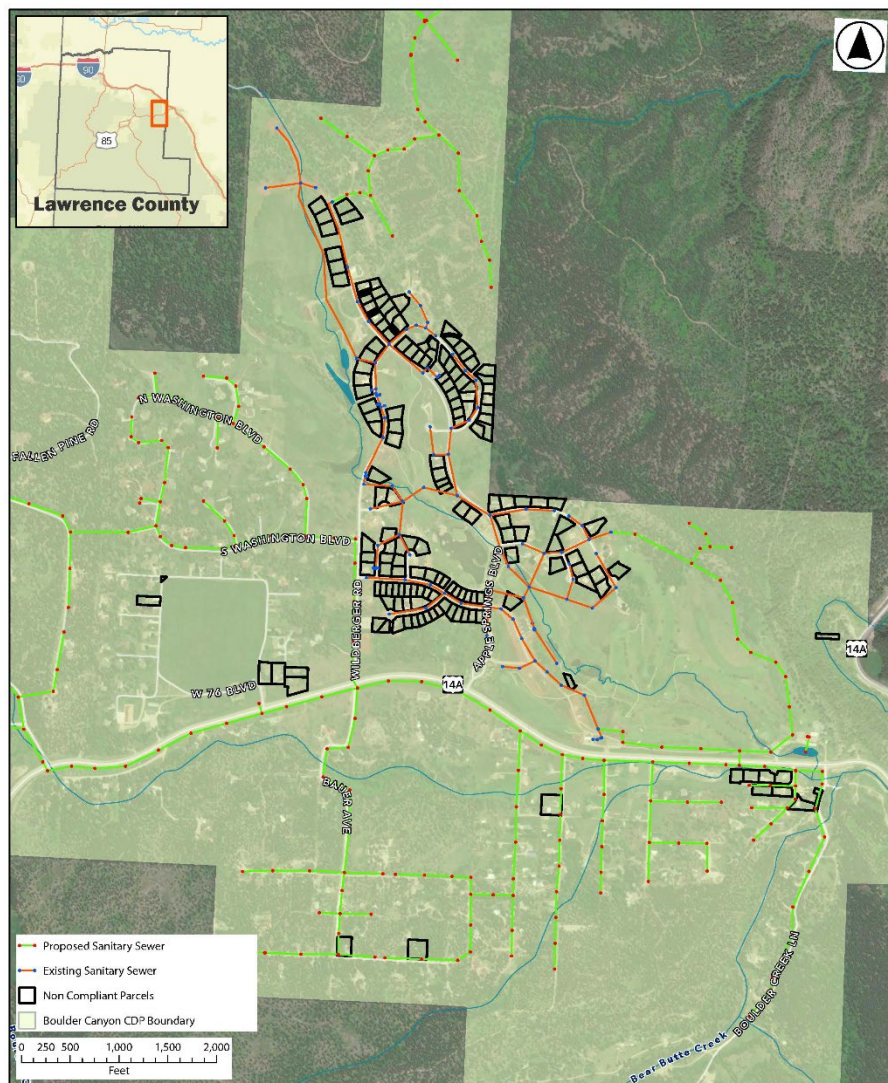 90
90
85
Lawrence County
N WASHINGTON BLVD
FALLEN PINE RD
S WASHINGTON BLVD
WILDBERGER RD
APPLE SPRINGS BLVD
14A
W 76 BLVD
14A
BAIER AVE
BOULDER CREEK LN
Bear Butte Creek
Proposed Sanitary Sewer
Existing Sanitary Sewer
Non Compliant Parcels
Boulder Canyon CDP Boundary
0 250 500 1,000 1,500 2,000
Feet